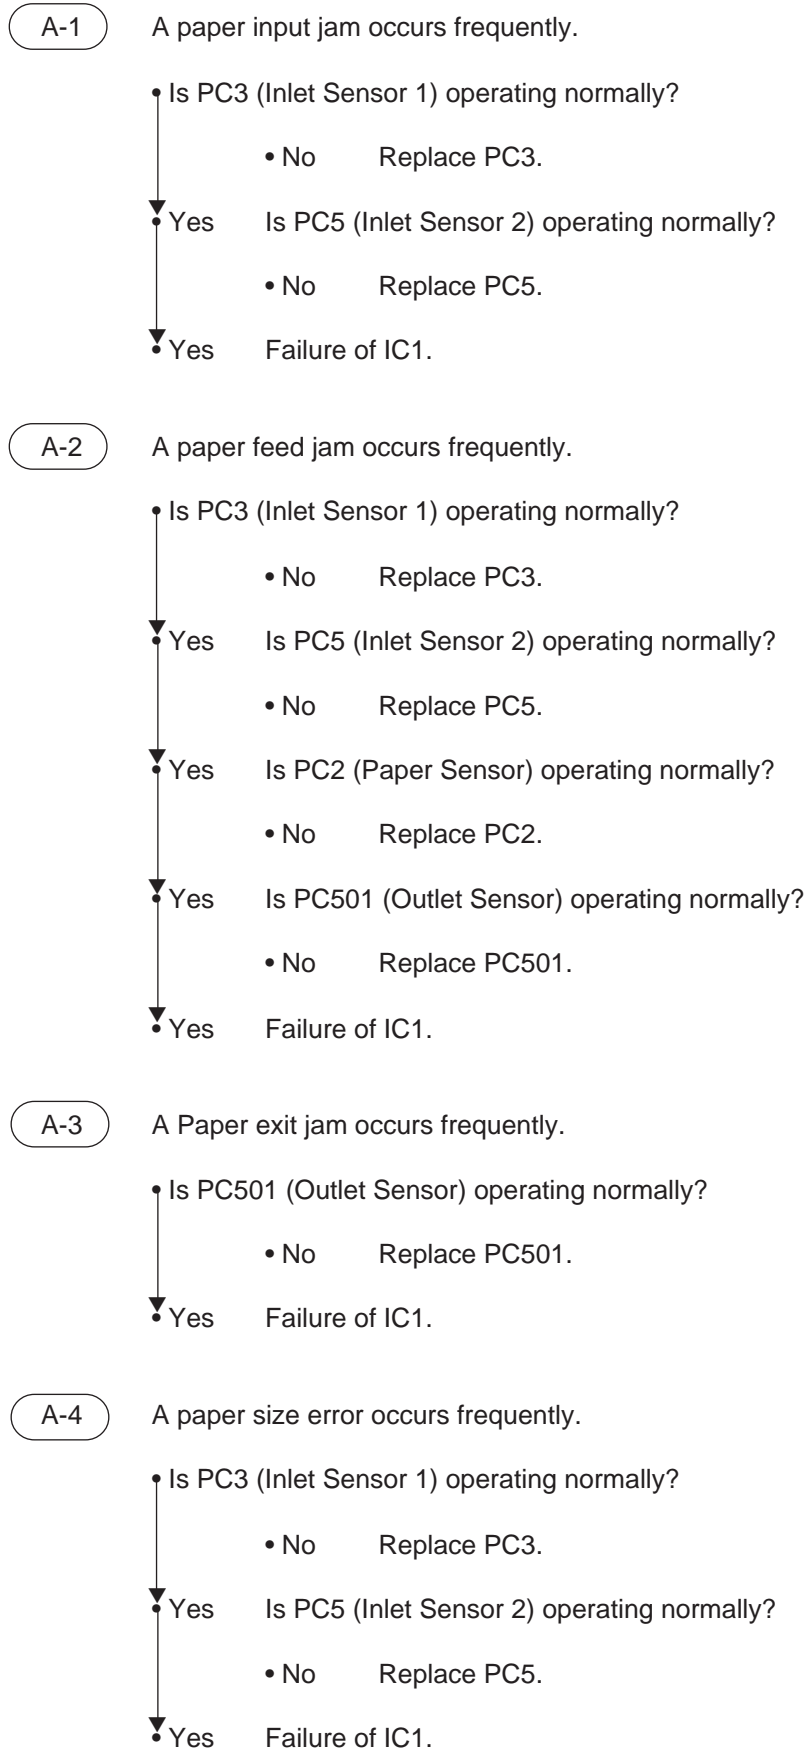 A-1 A paper input jam occurs frequently.
• Is PC3 (Inlet Sensor 1) operating normally?
• No Replace PC3.
• Yes Is PC5 (Inlet Sensor 2) operating normally?
• No Replace PC5.
• Yes Failure of IC1.
A-2 A paper feed jam occurs frequently.
• Is PC3 (Inlet Sensor 1) operating normally?
• No Replace PC3.
• Yes Is PC5 (Inlet Sensor 2) operating normally?
• No Replace PC5.
• Yes Is PC2 (Paper Sensor) operating normally?
• No Replace PC2.
• Yes Is PC501 (Outlet Sensor) operating normally?
• No Replace PC501.
• Yes Failure of IC1.
A-3 A Paper exit jam occurs frequently.
• Is PC501 (Outlet Sensor) operating normally?
• No Replace PC501.
• Yes Failure of IC1.
A-4 A paper size error occurs frequently.
• Is PC3 (Inlet Sensor 1) operating normally?
• No Replace PC3.
• Yes Is PC5 (Inlet Sensor 2) operating normally?
• No Replace PC5.
• Yes Failure of IC1.